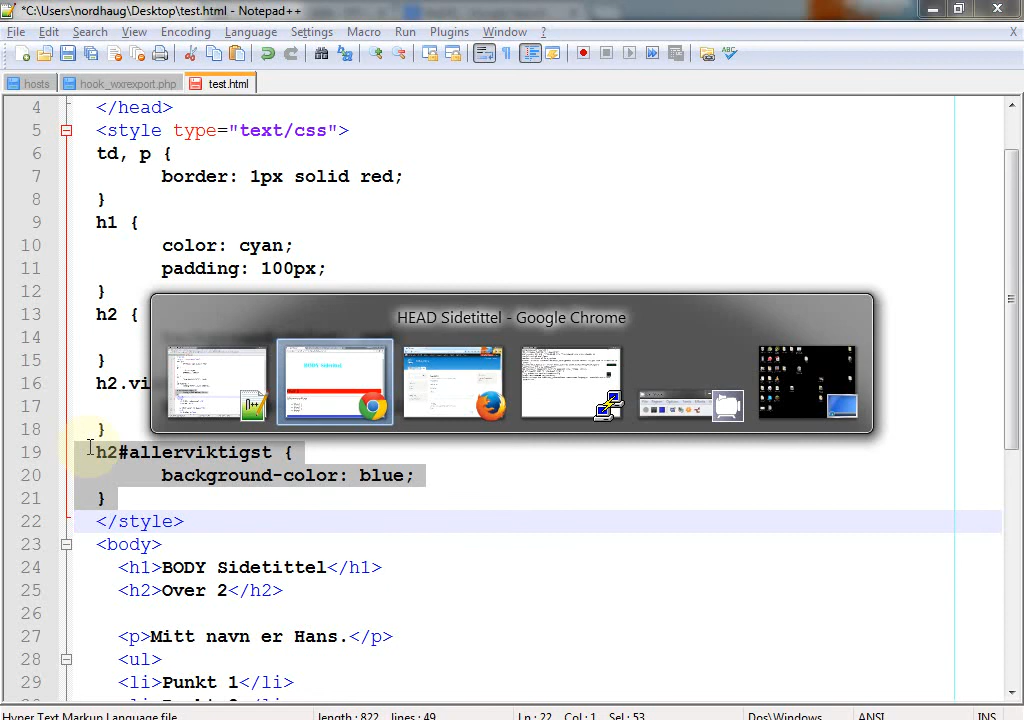 *C:\Users\nordhaug\Desktop\test.html - Notepad++
File Edit Search View Encoding Language Settings Macro Run Plugins Window ? X
hosts hook_wxrexport.php test.html
4 </head>
5 <style type="text/css">
6 td, p {
7 border: 1px solid red;
8 }
9 h1 {
10 color: cyan;
11 padding: 100px;
12 }
13 h2 {
HEAD Sidetittel - Google Chrome
14
15 }
16 h2.vi
17
18 }
19 h2#allerviktigst {
20 background-color: blue;
21 }
22 </style>
23 <body>
24 <h1>BODY Sidetittel</h1>
25 <h2>Over 2</h2>
26
27 <p>Mitt navn er Hans.</p>
28 <ul>
29 <li>Punkt 1</li>
Hyper Text Markup Language file length : 822 lines : 49 Ln : 22 Col : 1 Sel : 53 Dos\Windows ANSI INS